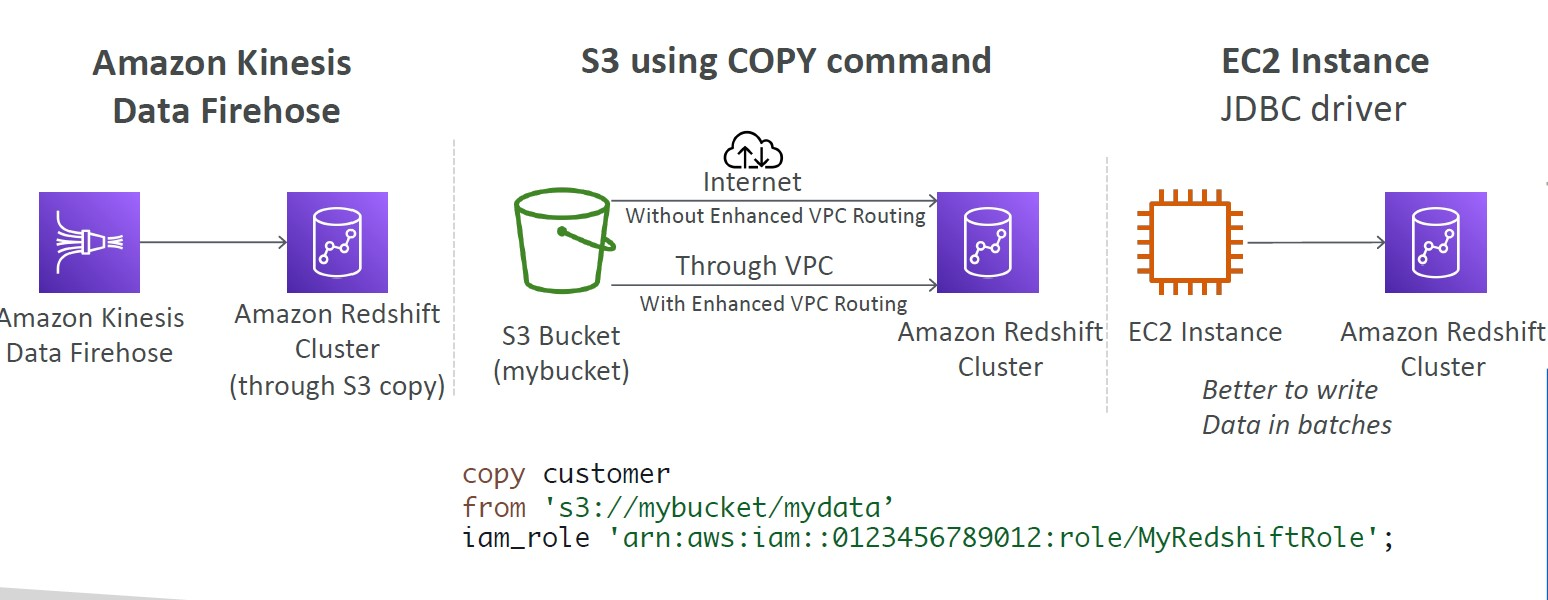 Amazon Kinesis
Data Firehose
Amazon Kinesis
Data Firehose
Amazon Redshift
Cluster
(through S3 copy)
S3 using COPY command
Internet
Without Enhanced VPC Routing
Through VPC
With Enhanced VPC Routing
S3 Bucket
(mybucket)
Amazon Redshift
Cluster
EC2 Instance
JDBC driver
EC2 Instance
Amazon Redshift
Cluster
Better to write
Data in batches
copy customer
from 's3://mybucket/mydata’
iam_role 'arn:aws:iam::0123456789012:role/MyRedshiftRole';